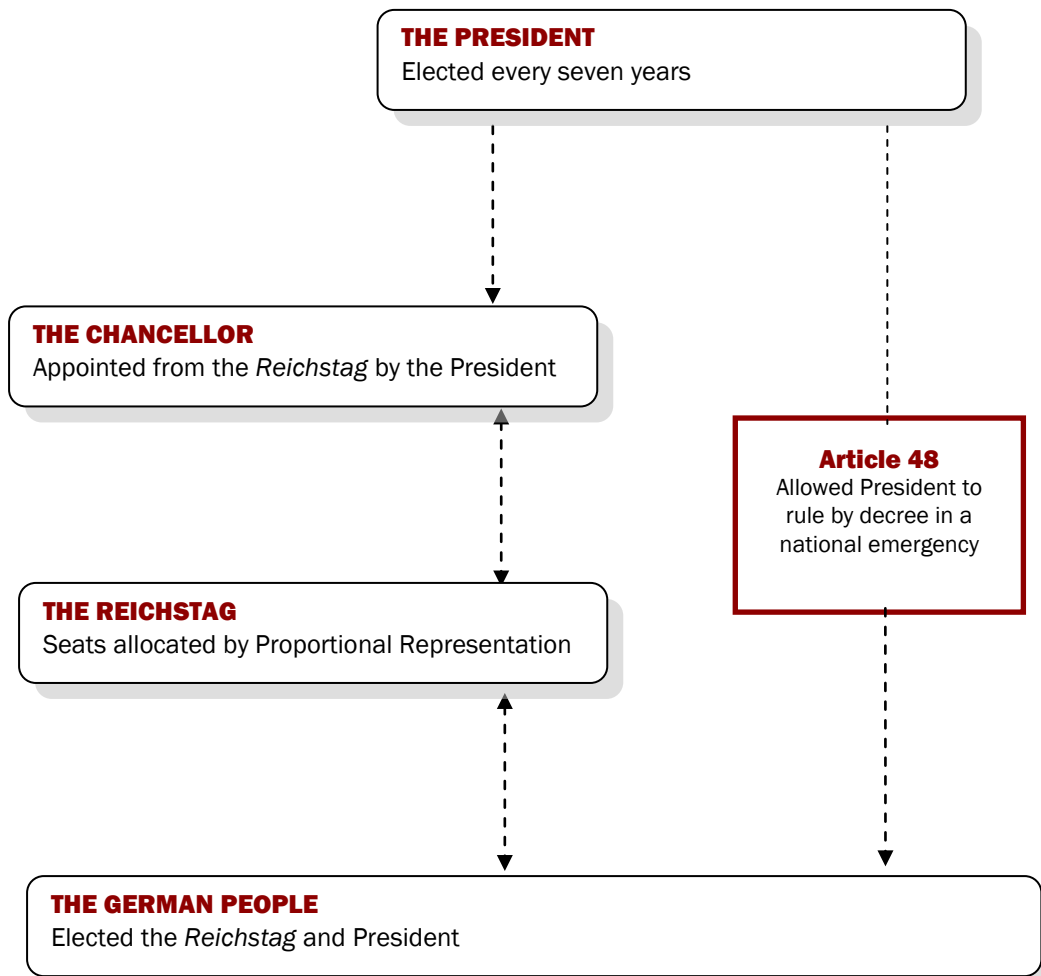 THE PRESIDENT
Elected every seven years
THE CHANCELLOR
Appointed from the Reichstag by the President
Article 48
Allowed President to
rule by decree in a
national emergency
THE REICHSTAG
Seats allocated by Proportional Representation
THE GERMAN PEOPLE
Elected the Reichstag and President